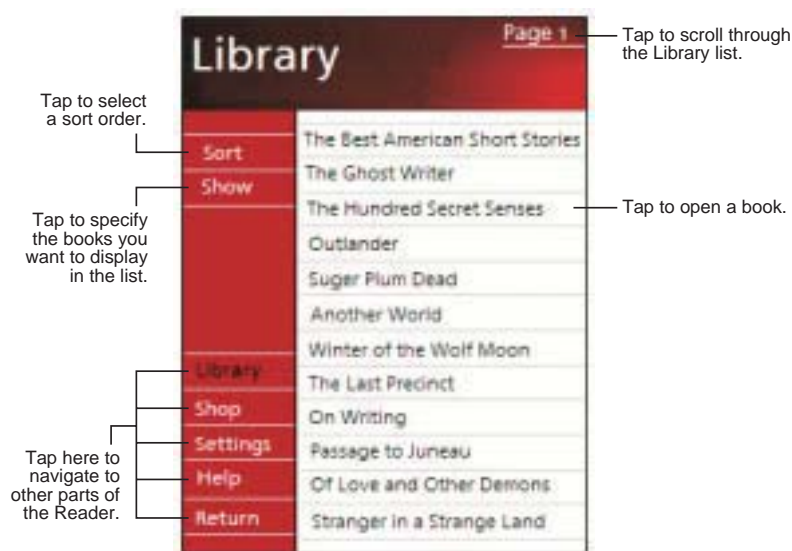 Library
Page 1
Tap to scroll through
the Library list.
Tap to select
a sort order.
Sort
Show
Tap to specify
the books you
want to display
in the list.
The Best American Short Stories
The Ghost Writer
The Hundred Secret Senses
Tap to open a book.
Outlander
Suger Plum Dead
Another World
Winter of the Wolf Moon
The Last Precinct
On Writing
Passage to Juneau
Of Love and Other Demons
Stranger in a Strange Land
Library
Shop
Settings
Help
Return
Tap here to
navigate to
other parts of
the Reader.